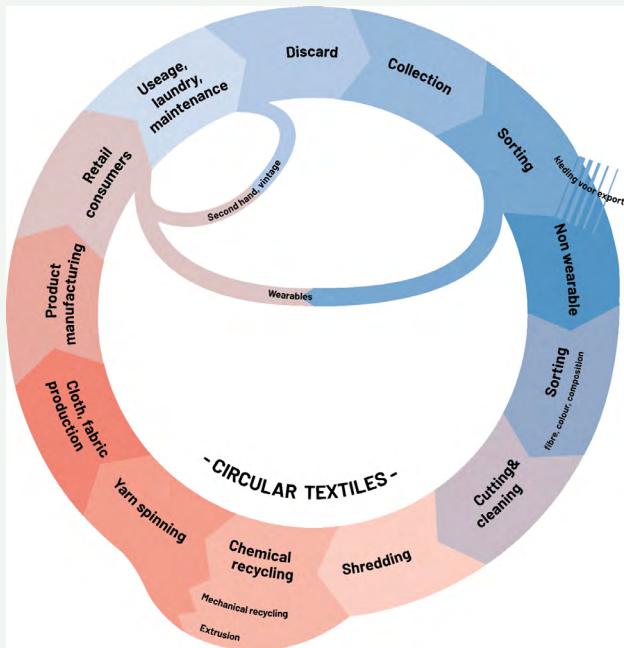 Useage,
laundry,
maintenance
Discard
Collection
Sorting
kleding voor export
Non wearable
Sorting
fibre, colour, composition
Cutting&
cleaning
Shredding
Chemical
recycling
Mechanical recycling
Extrusion
Yarn spinning
Cloth, fabric
production
Product
manufacturing
Retail
consumers
Second hand, vintage
Wearables
- CIRCULAR TEXTILES -